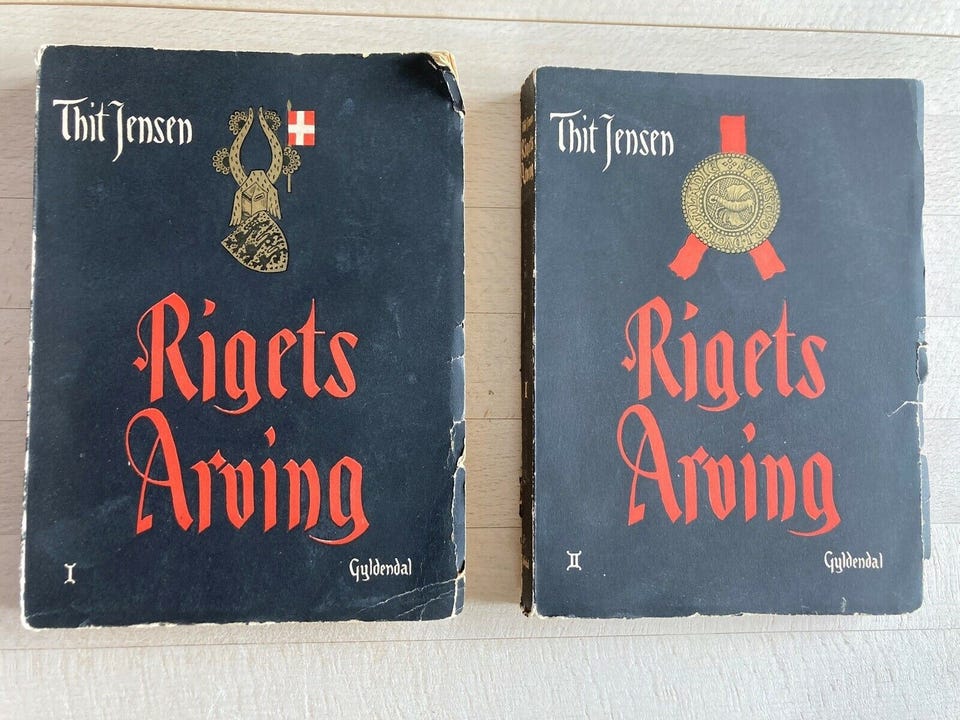 Thit Jensen
Rigets
Arving
I
Gyldendal
Thit Jensen
Rigets
Arving
II
Gyldendal
I